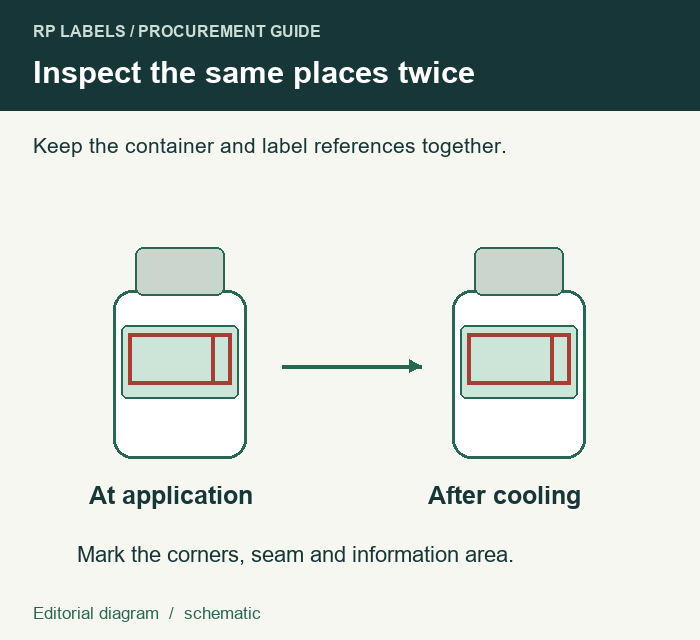 RP LABELS / PROCUREMENT GUIDE
Inspect the same places twice
Keep the container and label references together.
At application
After cooling
Mark the corners, seam and information area.
Editorial diagram / schematic